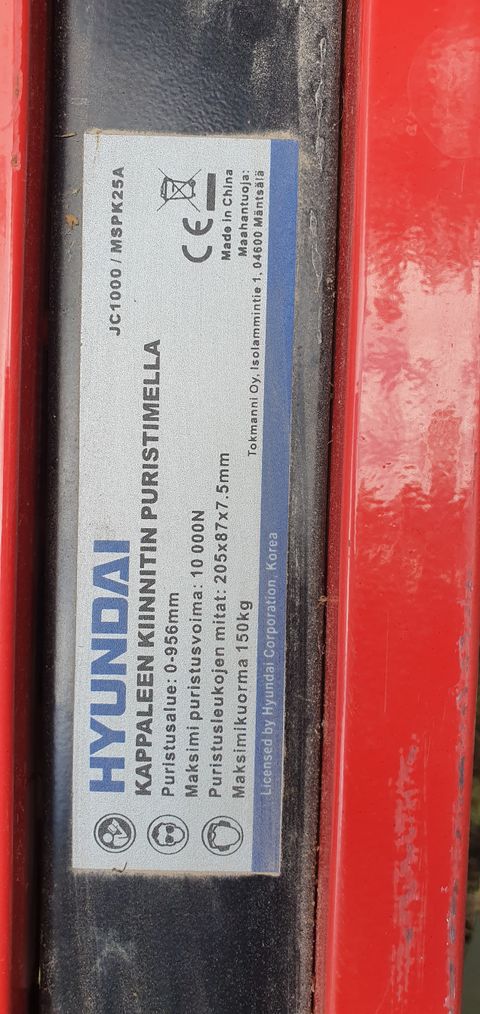 HYUNDAI
JC1000 / MSPK25A
KAPPALEEN KIINNITIN PURISTIMELLA
Puristusalue: 0-956mm
Maksimi puristusvoima: 10 000N
Puristusleukojen mitat: 205x87x7.5mm
Maksimikuorma 150kg
CE
Made in China
Maahantuoja:
Tokmanni Oy, Isolammintie 1, 04600 Mäntsälä
Licensed by Hyundai Corporation, Korea